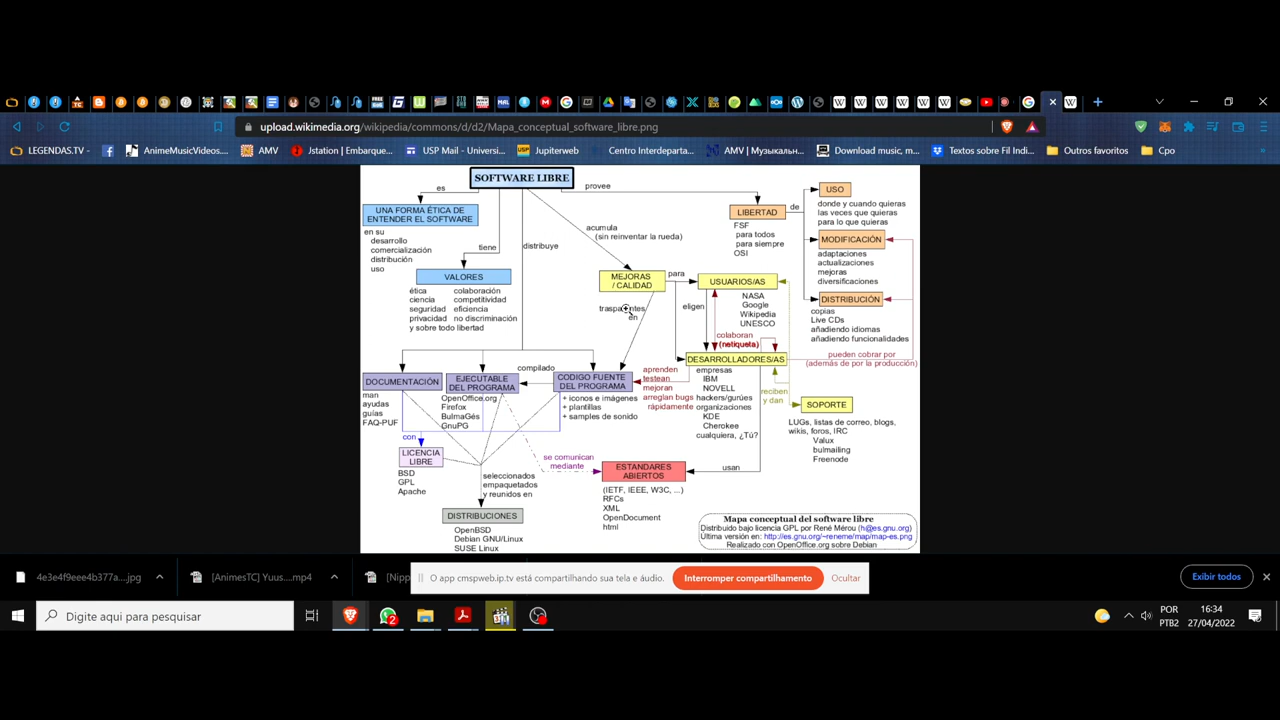 upload.wikimedia.org/wikipedia/commons/d/d2/Mapa_conceptual_software_libre.png
LEGENDAS.TV -
AnimeMusicVideos...
AMV
Jstation | Embarque...
USP Mail - Universi...
Jupiterweb
Centro Interdeparta...
AMV | Музыкальн...
Download music, m...
Textos sobre Fil Indi...
Outros favoritos
Cpo
SOFTWARE LIBRE
es
provee
UNA FORMA ÉTICA DE
ENTENDER EL SOFTWARE
en su
desarrollo
comercialización
distribución
uso
tiene
VALORES
ética
ciencia
seguridad
privacidad
y sobre todo libertad
colaboración
competitividad
eficiencia
no discriminación
distribuye
acumula
(sin reinventar la rueda)
MEJORAS
/ CALIDAD
para
en
LIBERTAD
de
FSF
para todos
para siempre
OSI
USO
donde y cuando quieras
las veces que quieras
para lo que quieras
MODIFICACIÓN
adaptaciones
actualizaciones
mejoras
diversificaciones
DISTRIBUCIÓN
copias
Live CDs
añadiendo idiomas
añadiendo funcionalidades
USUARIOS/AS
NASA
Google
Wikipedia
UNESCO
eligen
colaboran
(netiqueta)
DESARROLLADORES/AS
empresas
IBM
NOVELL
hackers/gurúes
organizaciones
KDE
Cherokee
cualquiera, ¿Tú?
pueden cobrar por
(además de por la producción)
reciben
y dan
SOPORTE
LUGs, listas de correo, blogs,
wikis, foros, IRC
Valux
bulmailing
Freenode
aprenden
testean
mejoran
arreglan bugs
rápidamente
DOCUMENTACIÓN
man
ayudas
guías
FAQ-PUF
EJECUTABLE
DEL PROGRAMA
OpenOffice.org
Firefox
BulmaGés
GnuPG
compilado
CODIGO FUENTE
DEL PROGRAMA
+ iconos e imágenes
+ plantillas
+ samples de sonido
con
LICENCIA
LIBRE
BSD
GPL
Apache
se comunican
mediante
ESTANDARES
ABIERTOS
usan
(IETF, IEEE, W3C, ...)
RFCs
XML
OpenDocument
html
seleccionados
empaquetados
y reunidos en
DISTRIBUCIONES
OpenBSD
Debian GNU/Linux
SUSE Linux
Mapa conceptual del software libre
Distribuido bajo licencia GPL por René Mérou (h@es.gnu.org)
Última versión en: http://es.gnu.org/~reneme/map/map-es.png
Realizado con OpenOffice.org sobre Debian
4e3e4f9eee4b377a....jpg
[AnimesTC] Yuus....mp4
[Nipp
O app cmspweb.ip.tv está compartilhando sua tela e áudio.
Interromper compartilhamento
Ocultar
Exibir todos
Digite aqui para pesquisar
2
POR
PTB2
16:34
27/04/2022